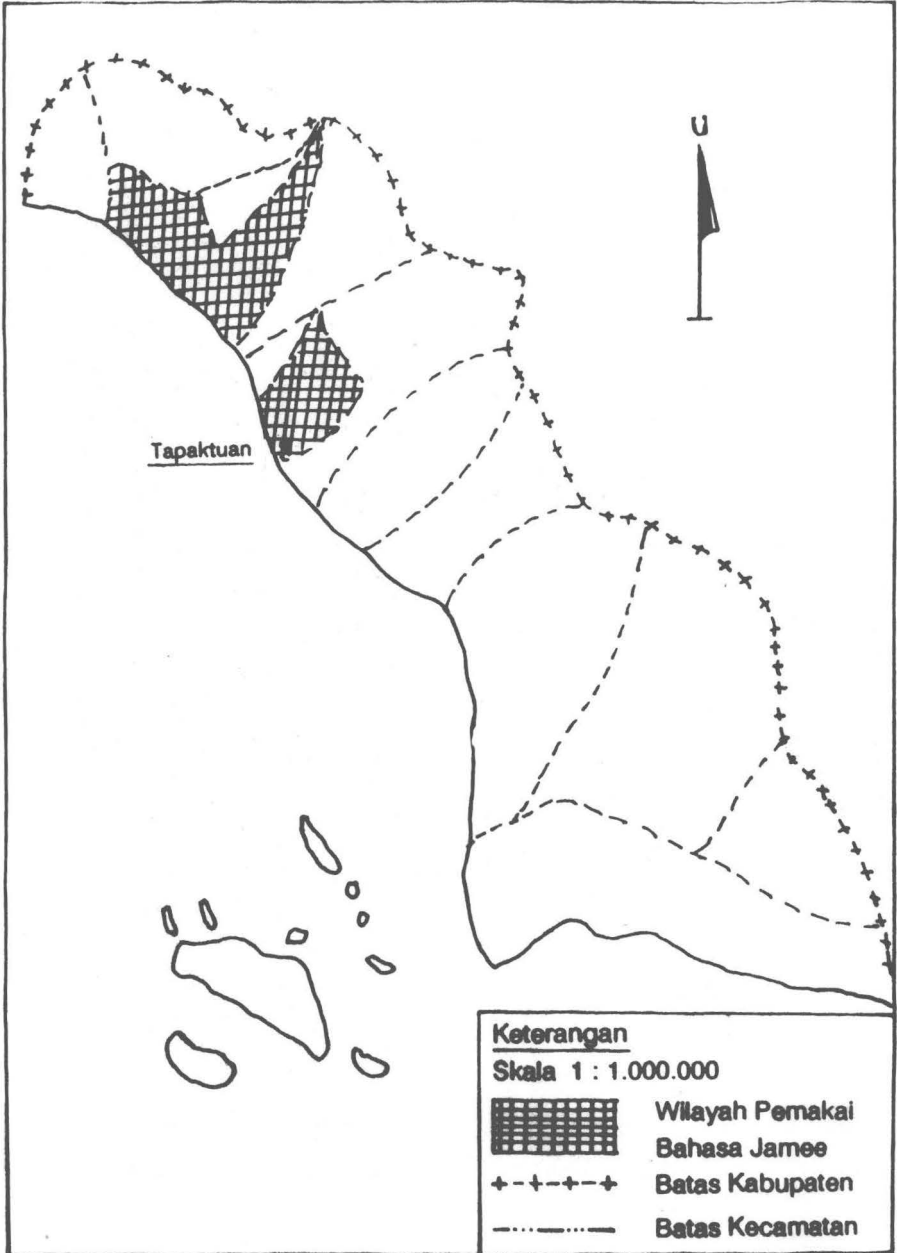 U
Tapaktuan
Keterangan
Skala 1 : 1.000.000
Wilayah Pemakai
Bahasa Jamee
Batas Kabupaten
Batas Kecamatan